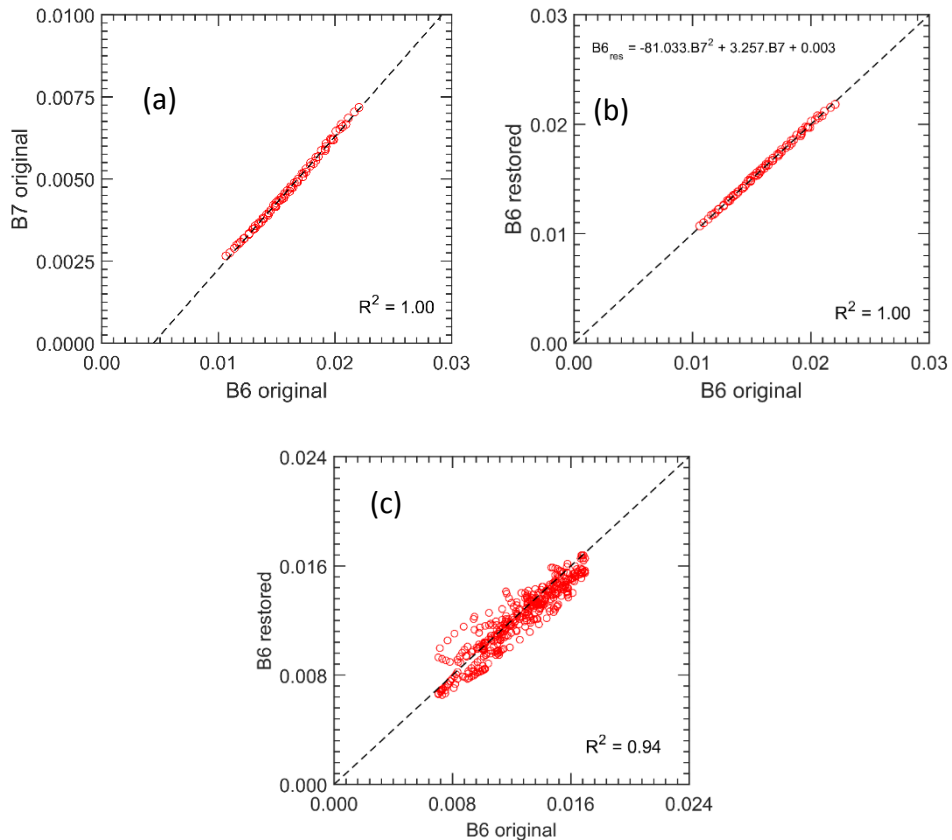 0.0100
0.0075
0.0050
0.0025
0.0000
B7 original
(a)
R² = 1.00
0.00 0.01 0.02 0.03
B6 original
0.03
0.02
0.01
0.00
B6 restored
B6res = -81.033.B7² + 3.257.B7 + 0.003
(b)
R² = 1.00
0.00 0.01 0.02 0.03
B6 original
0.024
0.016
0.008
0.000
B6 restored
(c)
R² = 0.94
0.000 0.008 0.016 0.024
B6 original